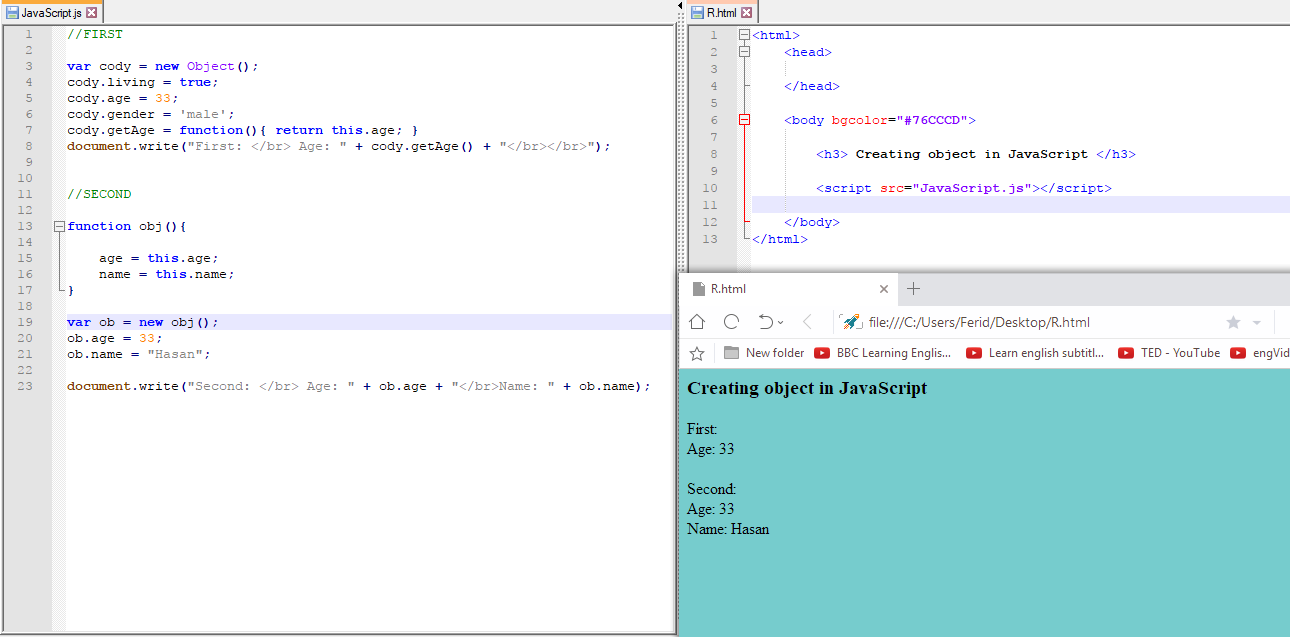 JavaScript.js
1 //FIRST
2
3 var cody = new Object();
4 cody.living = true;
5 cody.age = 33;
6 cody.gender = 'male';
7 cody.getAge = function(){ return this.age; }
8 document.write("First: </br> Age: " + cody.getAge() + "</br></br>");
9
10
11 //SECOND
12
13 function obj(){
14
15 age = this.age;
16 name = this.name;
17 }
18
19 var ob = new obj();
20 ob.age = 33;
21 ob.name = "Hasan";
22
23 document.write("Second: </br> Age: " + ob.age + "</br>Name: " + ob.name);
R.html
1 <html>
2 <head>
3
4 </head>
5
6 <body bgcolor="#76CCCD">
7
8 <h3> Creating object in JavaScript </h3>
9
10 <script src="JavaScript.js"></script>
11
12 </body>
13 </html>
R.html
file:///C:/Users/Ferid/Desktop/R.html
New folder BBC Learning Englis... Learn english subtitl... TED - YouTube engVid
Creating object in JavaScript
First:
Age: 33
Second:
Age: 33
Name: Hasan